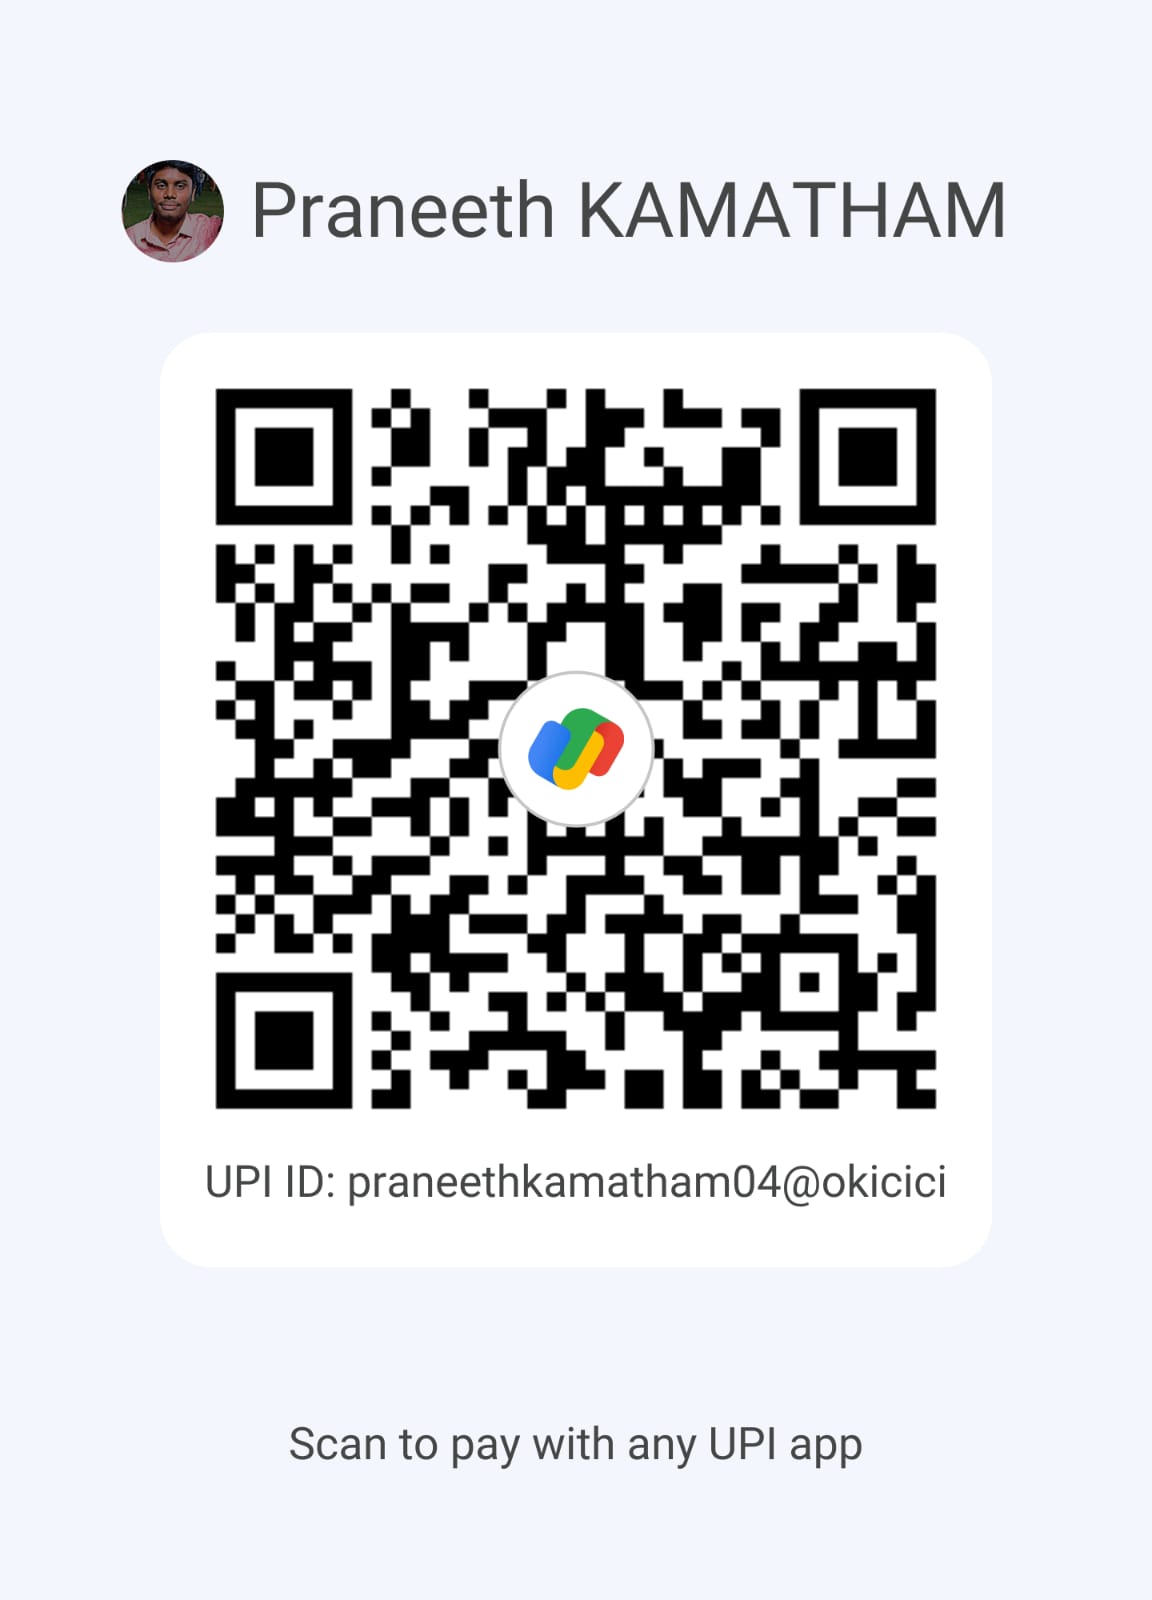 Praneeth KAMATHAM
UPI ID: praneethkamatham04@okicici
Scan to pay with any UPI app